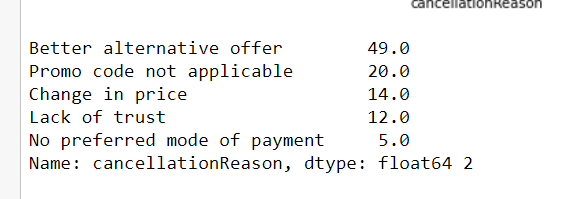 cancellationReason
Better alternative offer 49.0
Promo code not applicable 20.0
Change in price 14.0
Lack of trust 12.0
No preferred mode of payment 5.0
Name: cancellationReason, dtype: float64 2